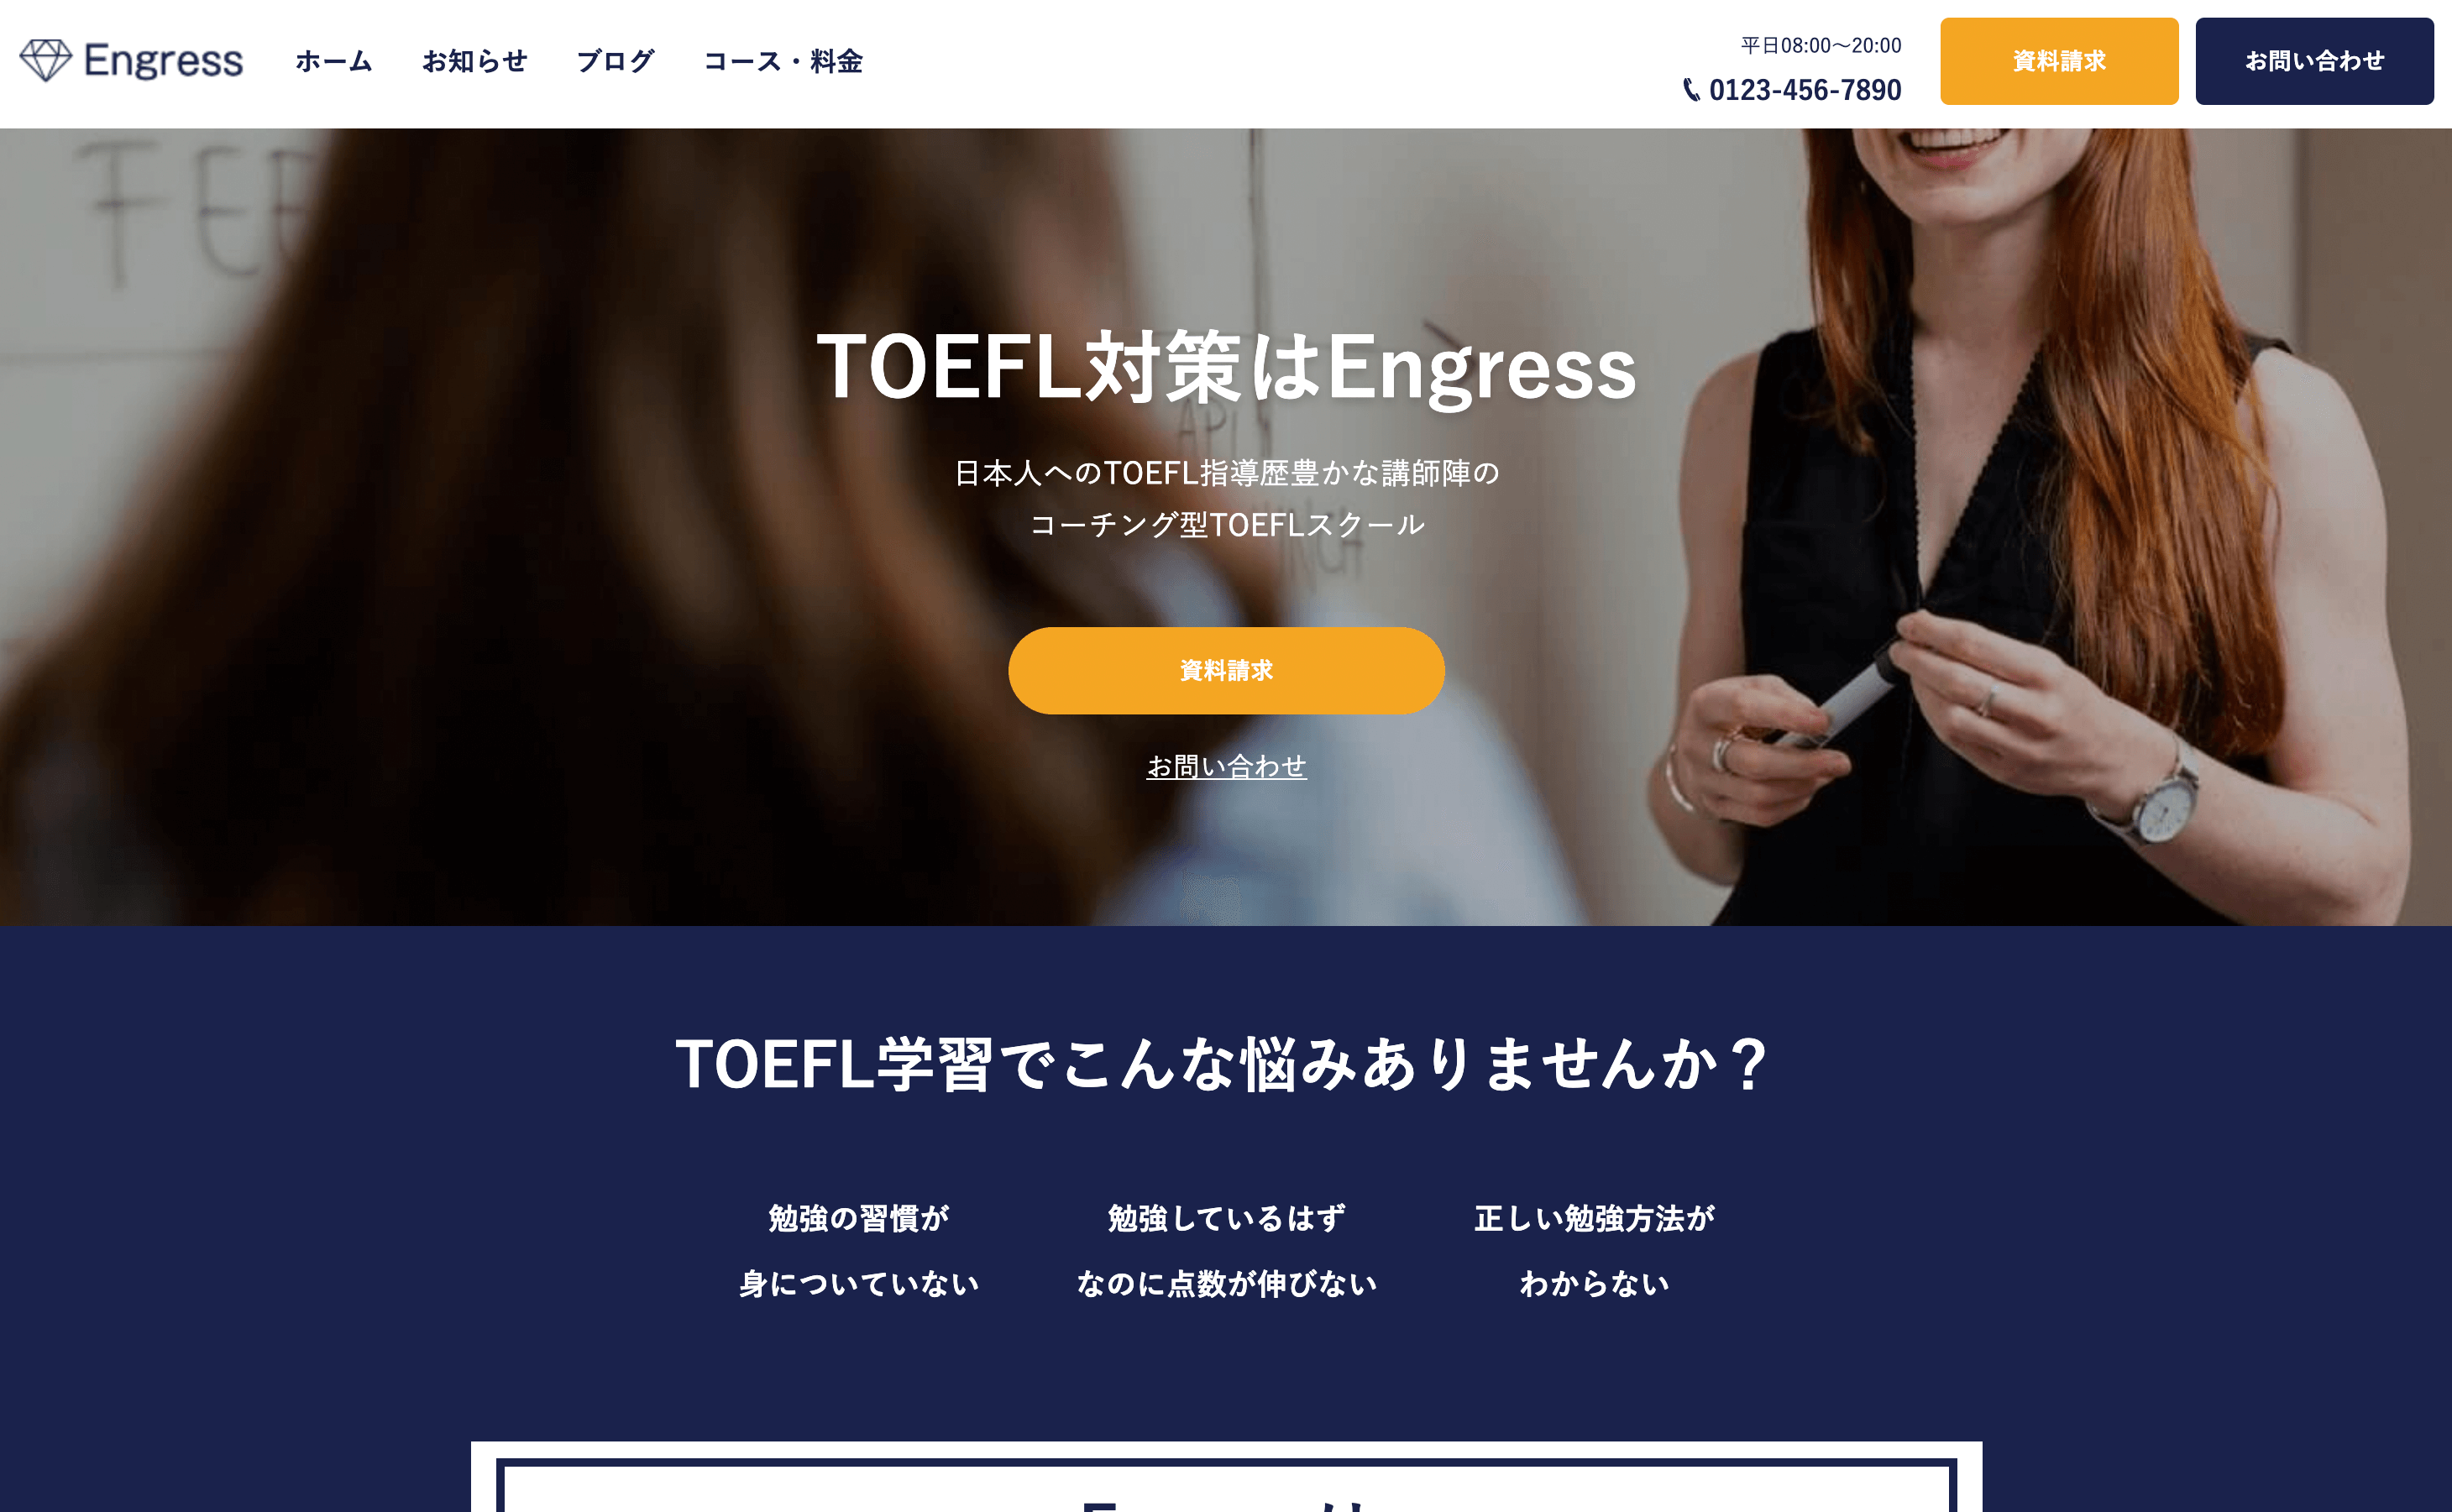 Engress
ホーム
お知らせ
ブログ
コース・料金
平日08:00〜20:00
0123-456-7890
資料請求
お問い合わせ
TOEFL対策はEngress
日本人へのTOEFL指導歴豊かな講師陣の
コーチング型TOEFLスクール
資料請求
お問い合わせ
TOEFL学習でこんな悩みありませんか？
勉強の習慣が
身についていない
勉強しているはず
なのに点数が伸びない
正しい勉強方法が
わからない